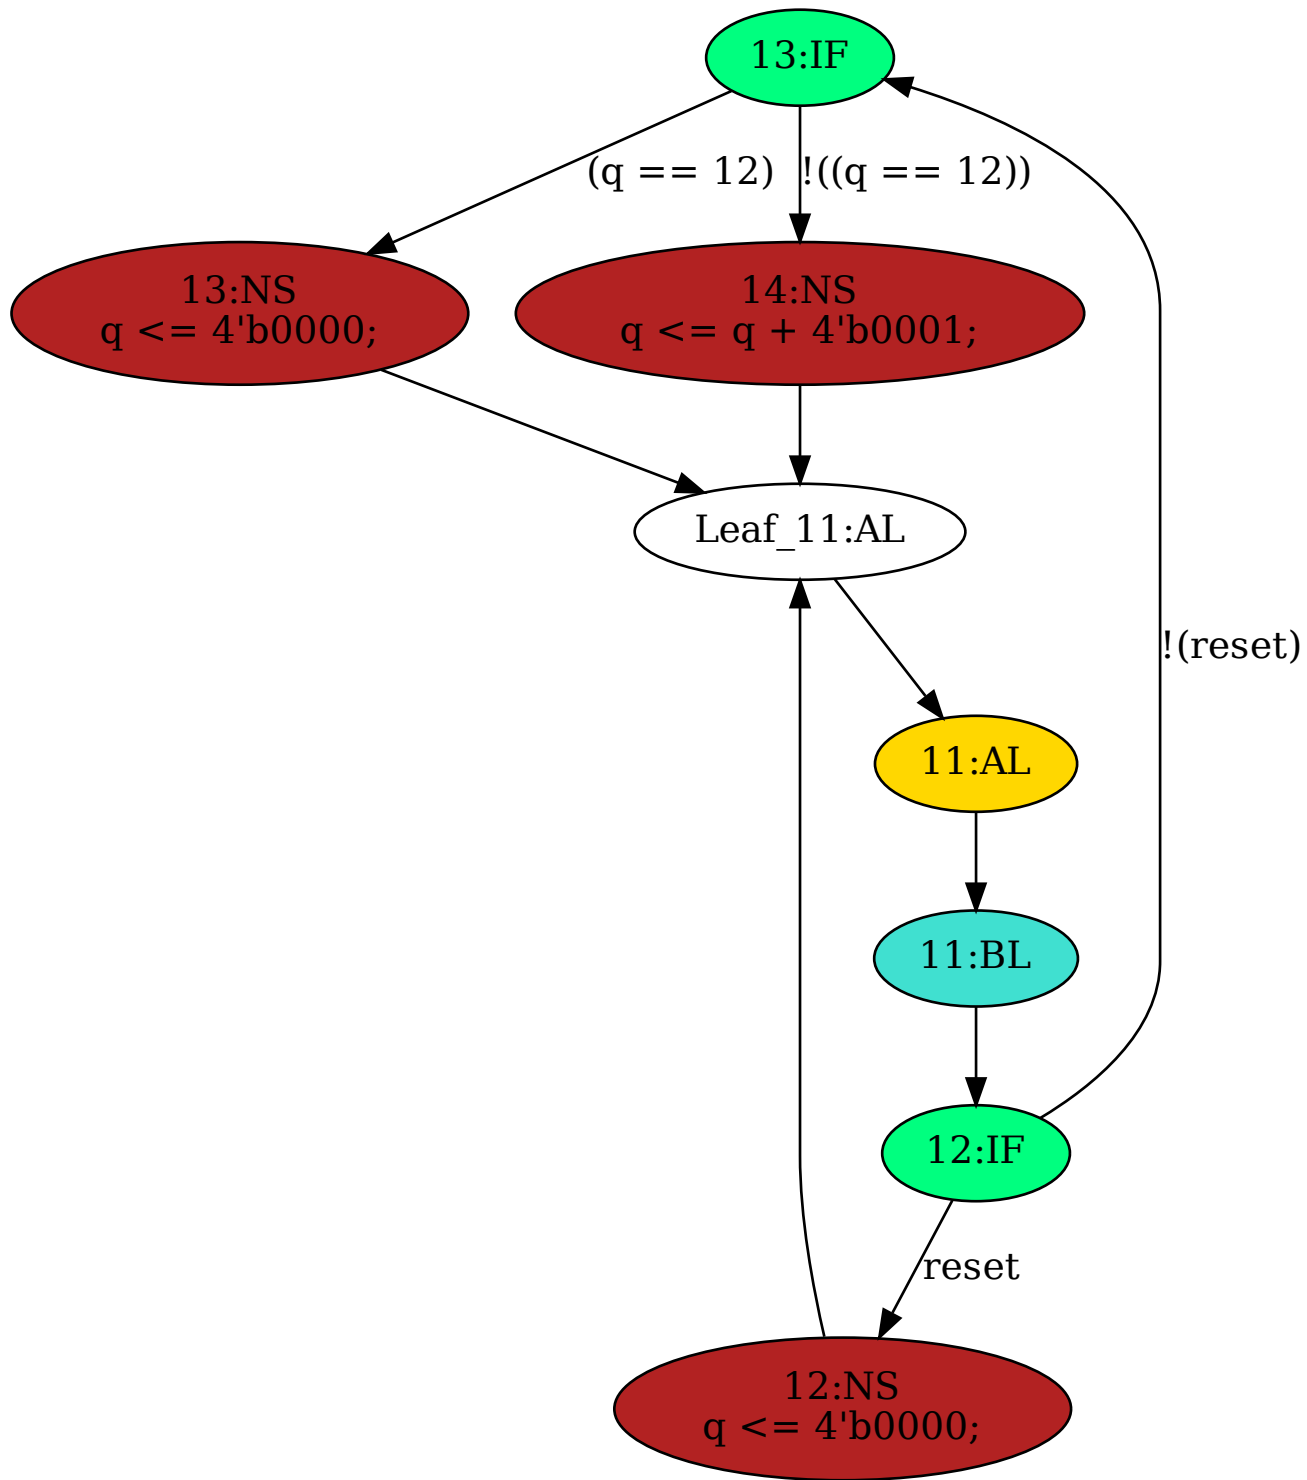 13:IF
(q == 12)
!((q == 12))
13:NS
q <= 4'b0000;
14:NS
q <= q + 4'b0001;
Leaf_11:AL
!(reset)
11:AL
11:BL
12:IF
reset
12:NS
q <= 4'b0000;